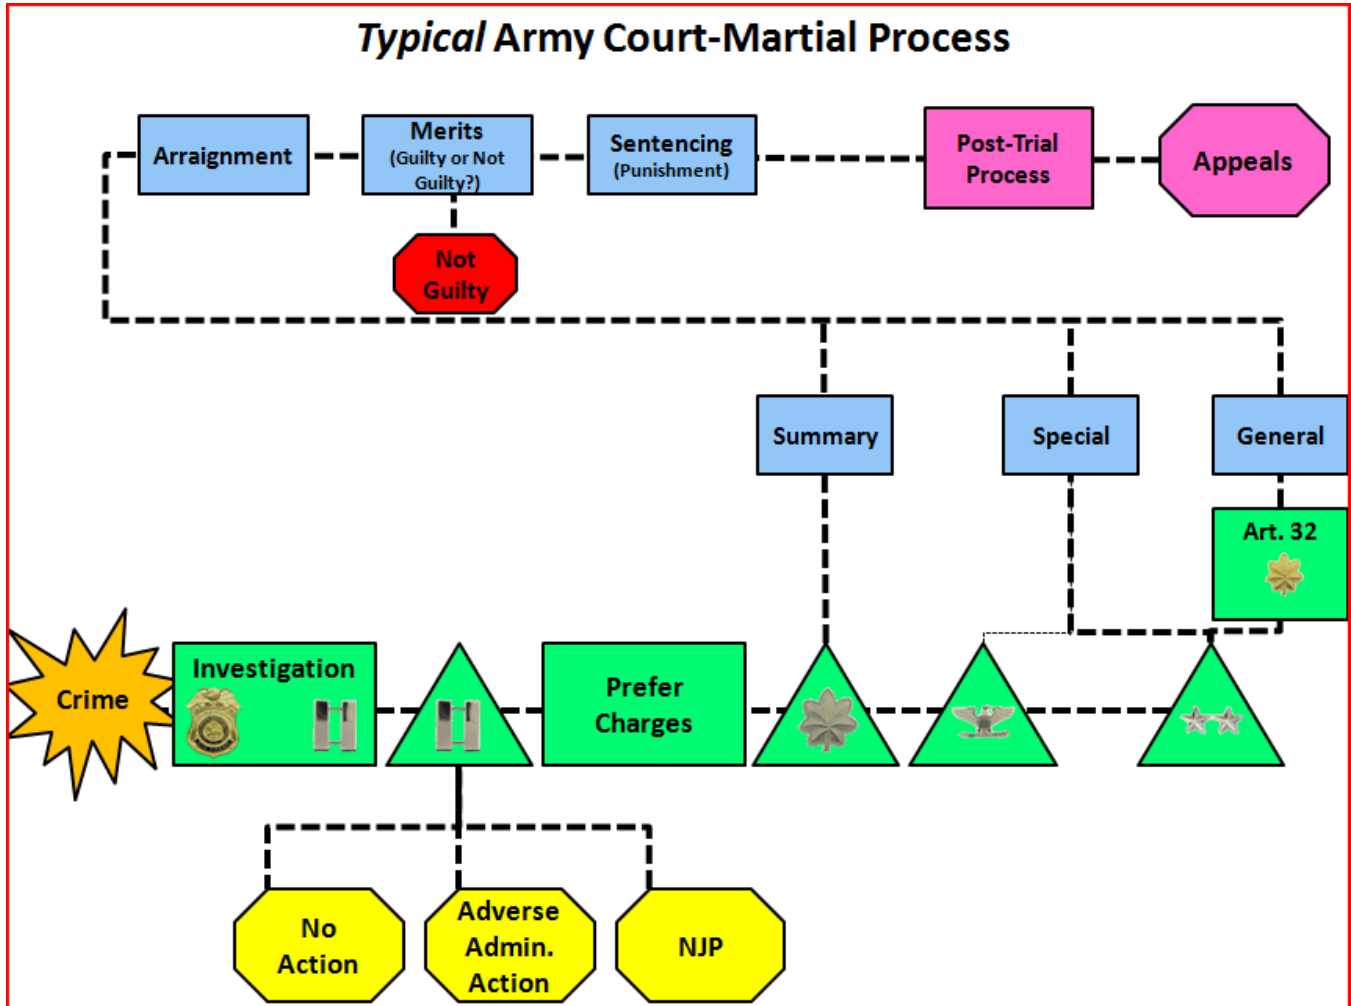 Typical Army Court-Martial Process
Arraignment
Merits
(Guilty or Not
Guilty?)
Sentencing
(Punishment)
Post-Trial
Process
Appeals
Not
Guilty
Summary
Special
General
Art. 32
Crime
Investigation
Prefer
Charges
No
Action
Adverse
Admin.
Action
NJP